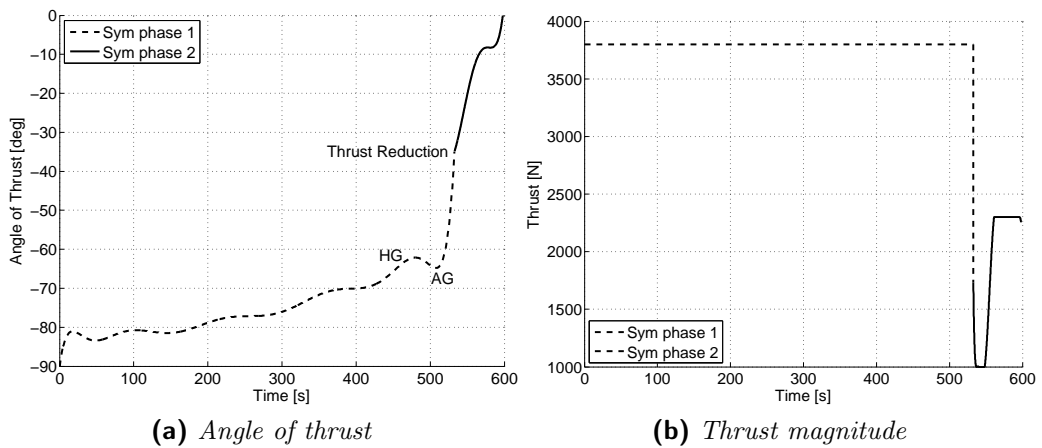 Sym phase 1
Sym phase 2
0
−10
−20
−30
−40
−50
−60
−70
−80
−90
Angle of Thrust [deg]
Thrust Reduction
HG
AG
0 100 200 300 400 500 600
Time [s]
(a) Angle of thrust
4000
3500
3000
2500
2000
1500
1000
Thrust [N]
Sym phase 1
Sym phase 2
0 100 200 300 400 500 600
Time [s]
(b) Thrust magnitude